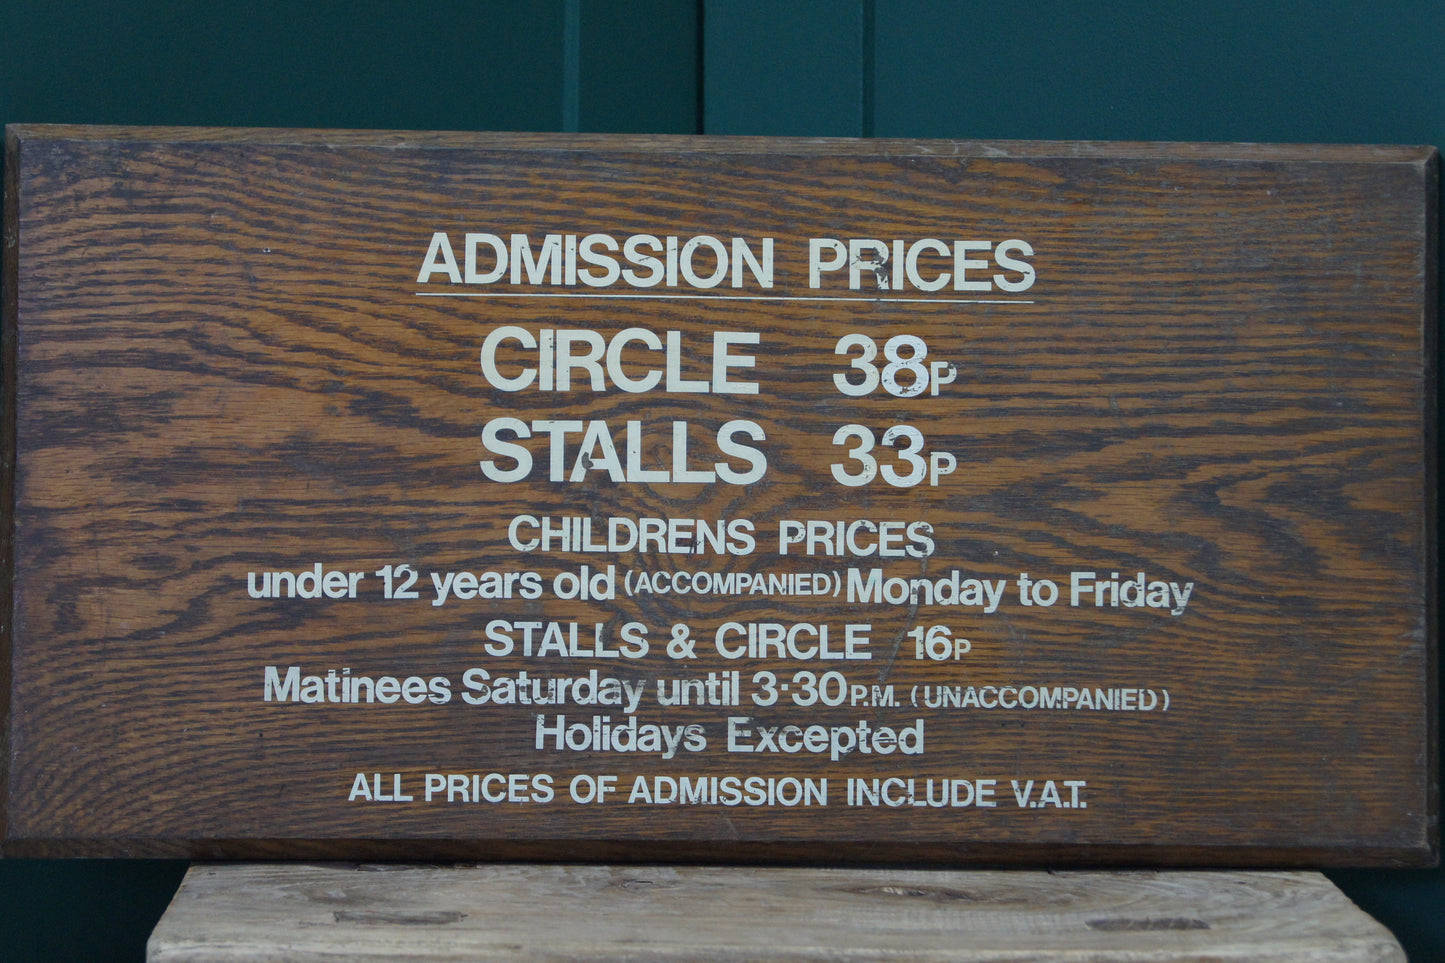 ADMISSION PRICES
CIRCLE 38P
STALLS 33P
CHILDRENS PRICES
under 12 years old (ACCOMPANIED) Monday to Friday
STALLS & CIRCLE 16P
Matinees Saturday until 3·30 P.M. (UNACCOMPANIED)
Holidays Excepted
ALL PRICES OF ADMISSION INCLUDE V.A.T.